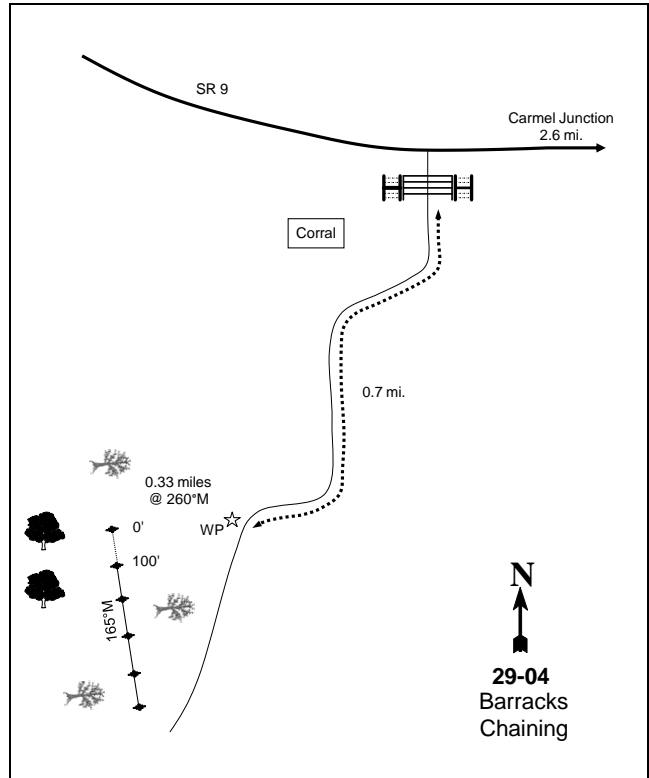 SR 9
Carmel Junction
2.6 mi.
Corral
0.7 mi.
0.33 miles
@ 260°M
WP
0'
100'
165°M
N
29-04
Barracks
Chaining